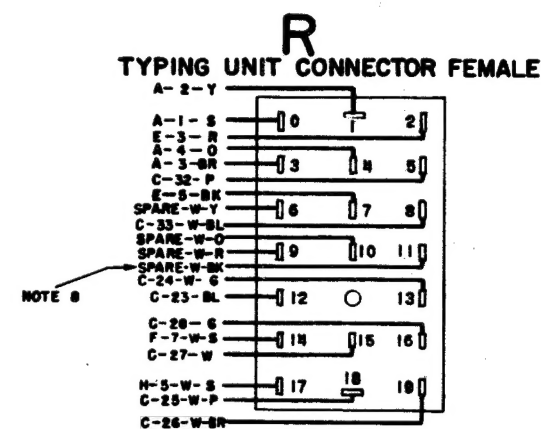 R
TYPING UNIT CONNECTOR FEMALE
A-2-Y
A-1-S
0
2
E-3-R
A-4-O
A-3-BR
3
4
5
C-32-P
E-5-BK
SPARE-W-Y
6
7
8
C-33-W-BL
SPARE-W-O
SPARE-W-R
9
10
11
SPARE-W-BK
NOTE 8
C-24-W-G
C-23-BL
12
13
C-28-G
F-7-W-S
14
15
16
C-27-W
H-5-W-S
17
18
19
C-25-W-P
C-26-W-BR